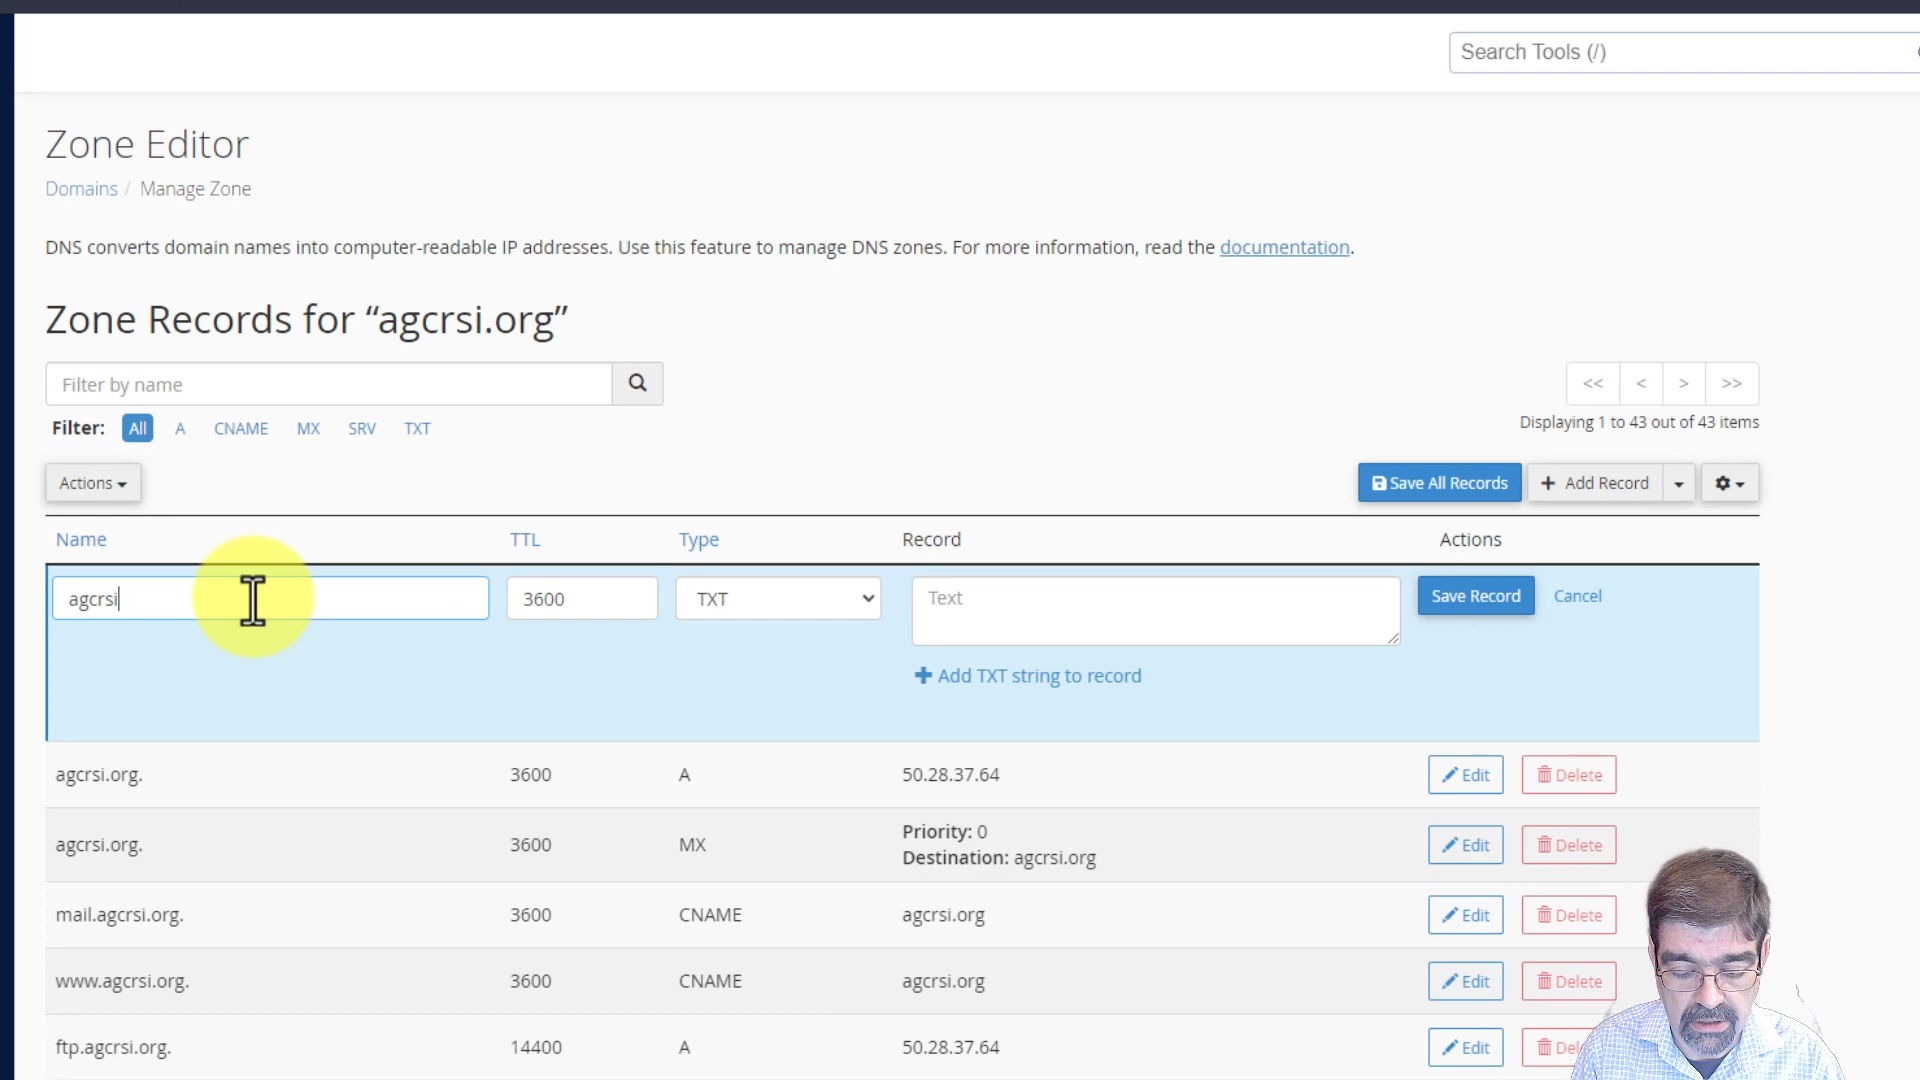 Search Tools (/)
Zone Editor
Domains / Manage Zone
DNS converts domain names into computer-readable IP addresses. Use this feature to manage DNS zones. For more information, read the documentation.
Zone Records for “agcrsi.org”
Filter by name
<< < > >>
Filter: All A CNAME MX SRV TXT
Displaying 1 to 43 out of 43 items
Actions
Save All Records + Add Record
Name TTL Type Record Actions
agcrsi 3600 TXT Text Save Record Cancel
+ Add TXT string to record
agcrsi.org. 3600 A 50.28.37.64 Edit Delete
agcrsi.org. 3600 MX Priority: 0 Edit Delete
Destination: agcrsi.org
mail.agcrsi.org. 3600 CNAME agcrsi.org Edit Delete
www.agcrsi.org. 3600 CNAME agcrsi.org Edit Delete
ftp.agcrsi.org. 14400 A 50.28.37.64 Edit Del